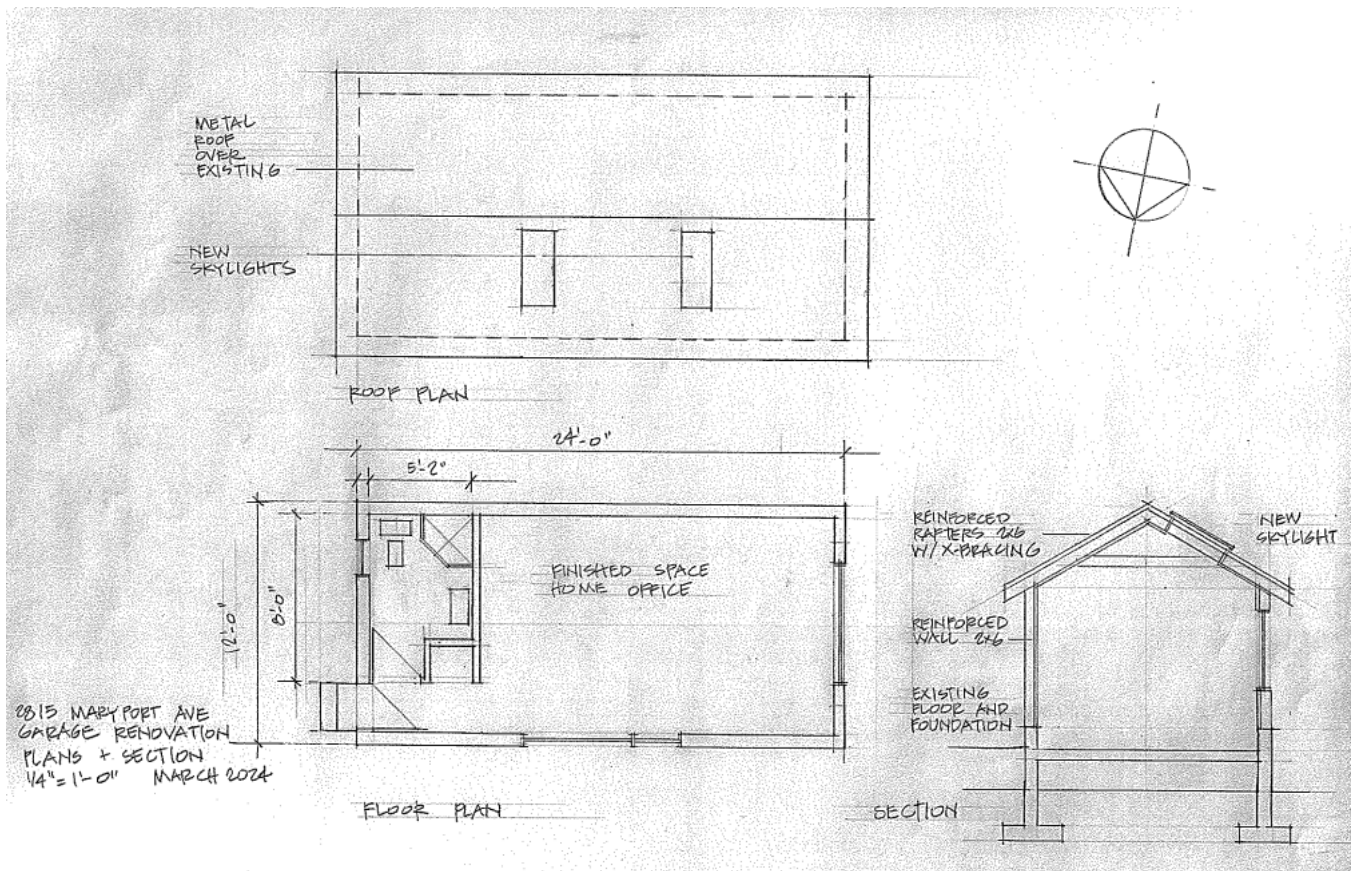 METAL
ROOF
OVER
EXISTING
NEW
SKYLIGHTS
ROOF PLAN
24'-0"
5'-2"
12'-0"
8'-0"
FINISHED SPACE
HOME OFFICE
2815 MARYPORT AVE
GARAGE RENOVATION
PLANS + SECTION
1/4"=1'-0" MARCH 2024
FLOOR PLAN
REINFORCED
RAFTERS 2x6
W/ X-BRACING
NEW
SKYLIGHT
REINFORCED
WALL 2x6
EXISTING
FLOOR AND
FOUNDATION
SECTION